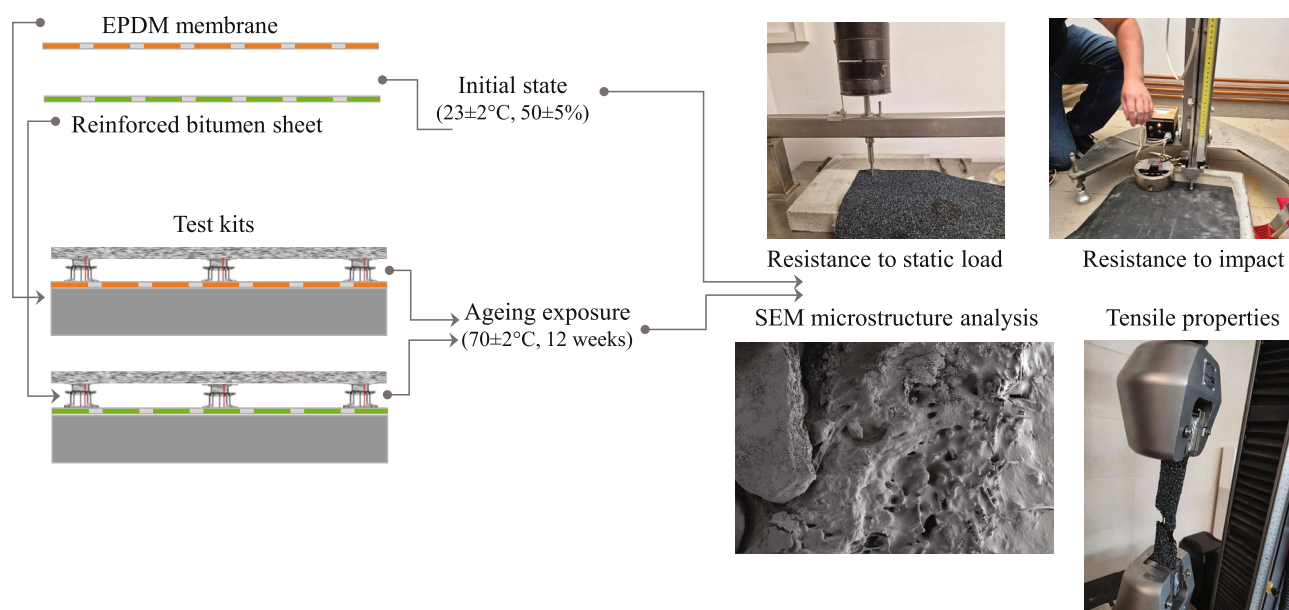 EPDM membrane
Reinforced bitumen sheet
Initial state
(23±2°C, 50±5%)
Test kits
Ageing exposure
(70±2°C, 12 weeks)
Resistance to static load
Resistance to impact
SEM microstructure analysis
Tensile properties